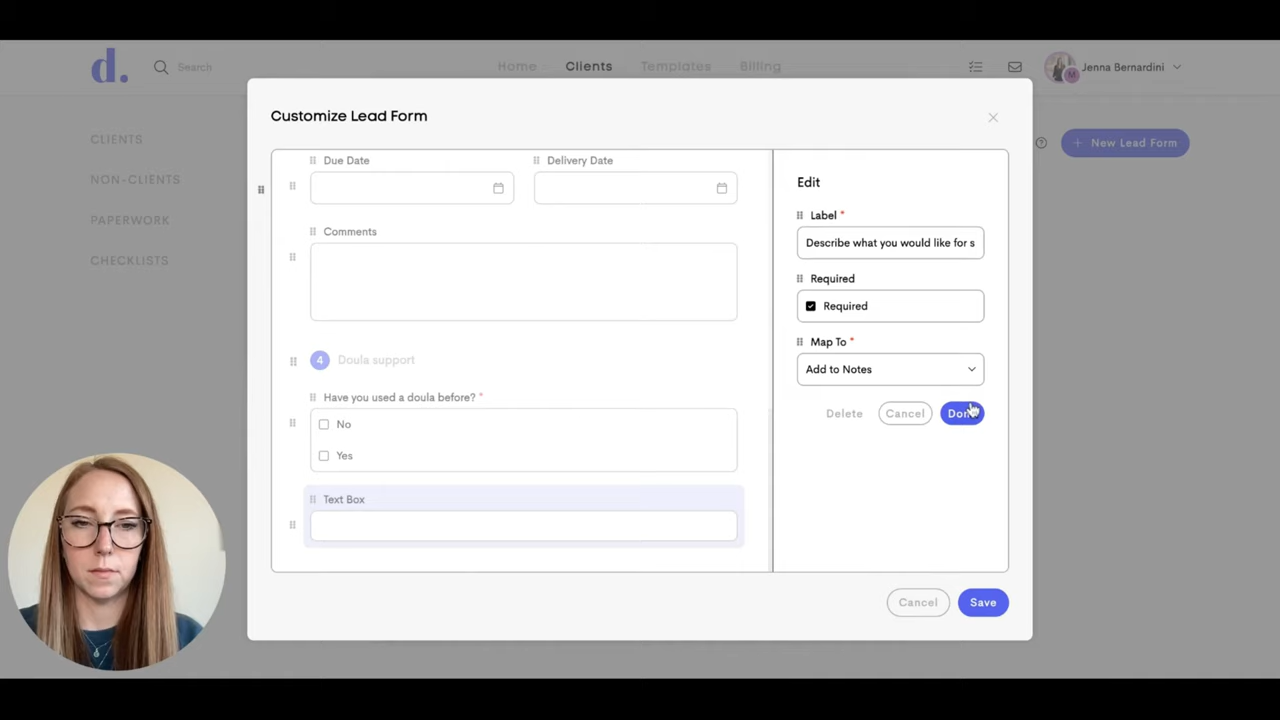 d.
Search
Home
Clients
Templates
Billing
M
Jenna Bernardini
CLIENTS
NON-CLIENTS
PAPERWORK
CHECKLISTS
+ New Lead Form
Customize Lead Form
Due Date
Delivery Date
Comments
4 Doula support
Have you used a doula before? *
No
Yes
Text Box
Edit
Label *
Describe what you would like for s
Required
Required
Map To *
Add to Notes
Delete
Cancel
Cancel
Save